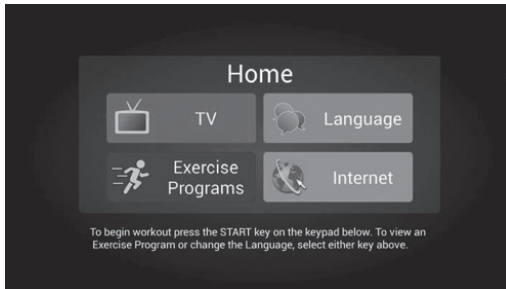 Home
TV
Language
Exercise
Programs
Internet
To begin workout press the START key on the keypad below. To view an
Exercise Program or change the Language, select either key above.